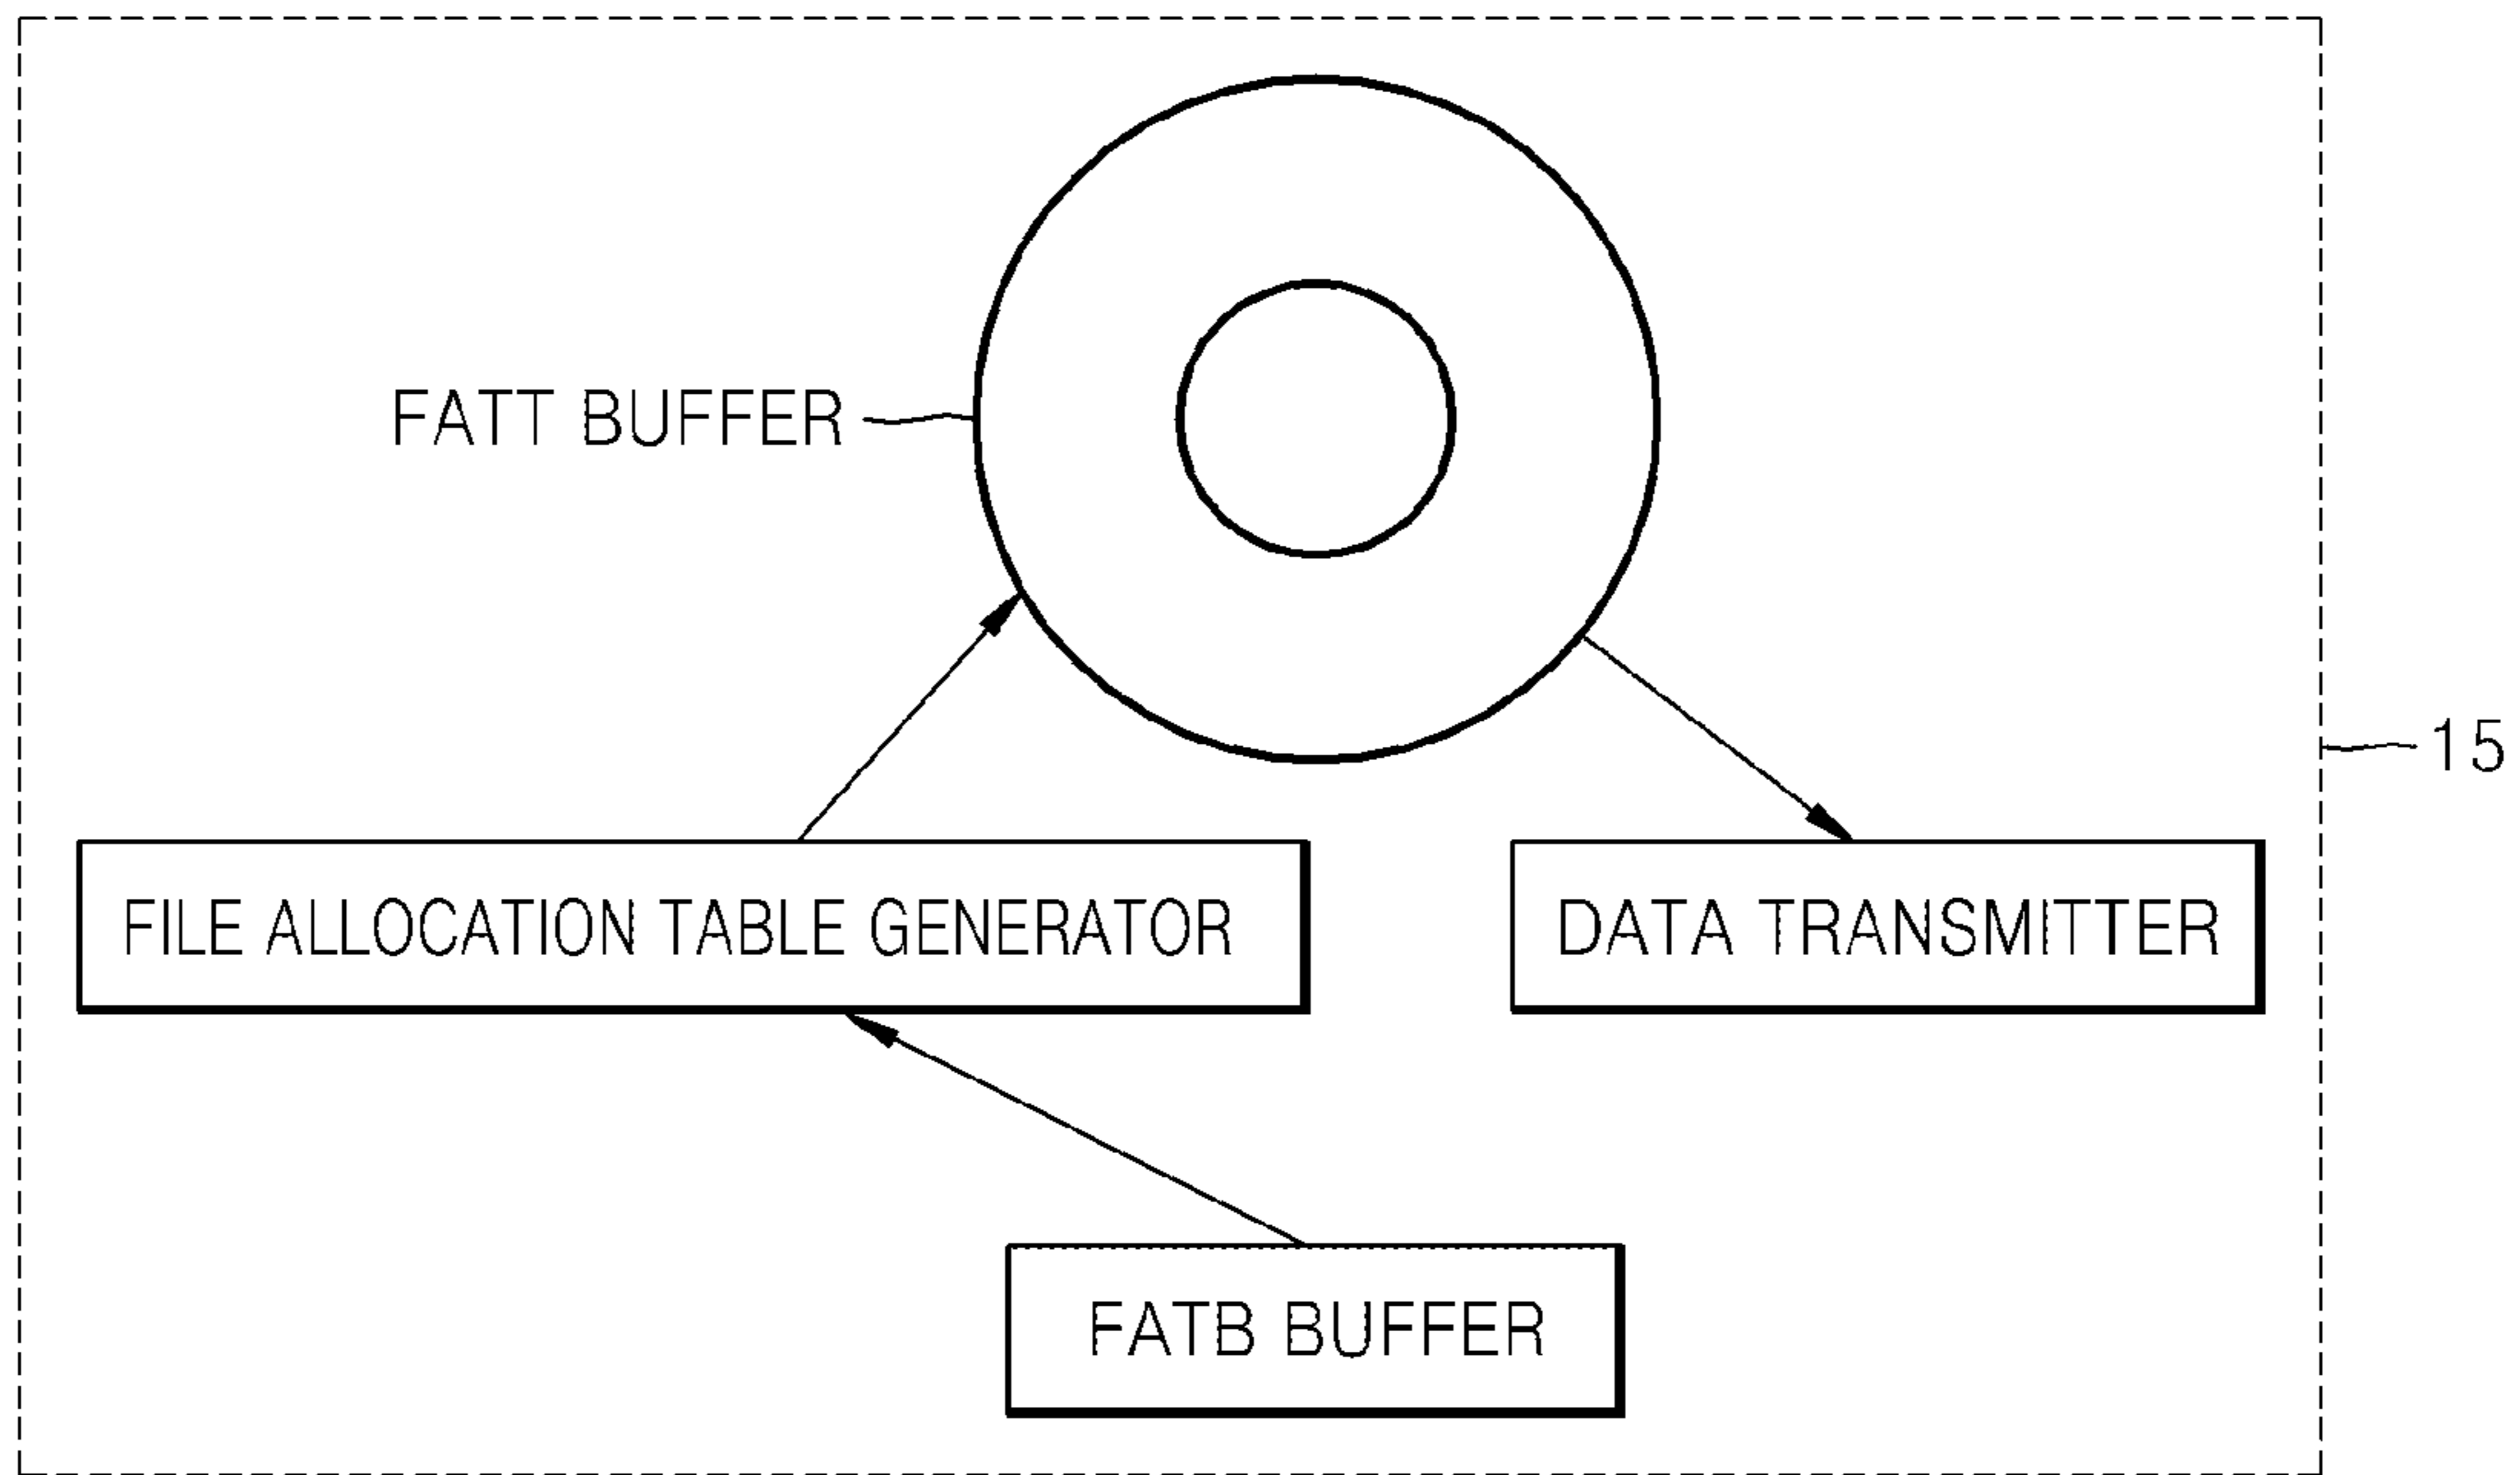 FATT BUFFER
15
FILE ALLOCATION TABLE GENERATOR
DATA TRANSMITTER
FATB BUFFER